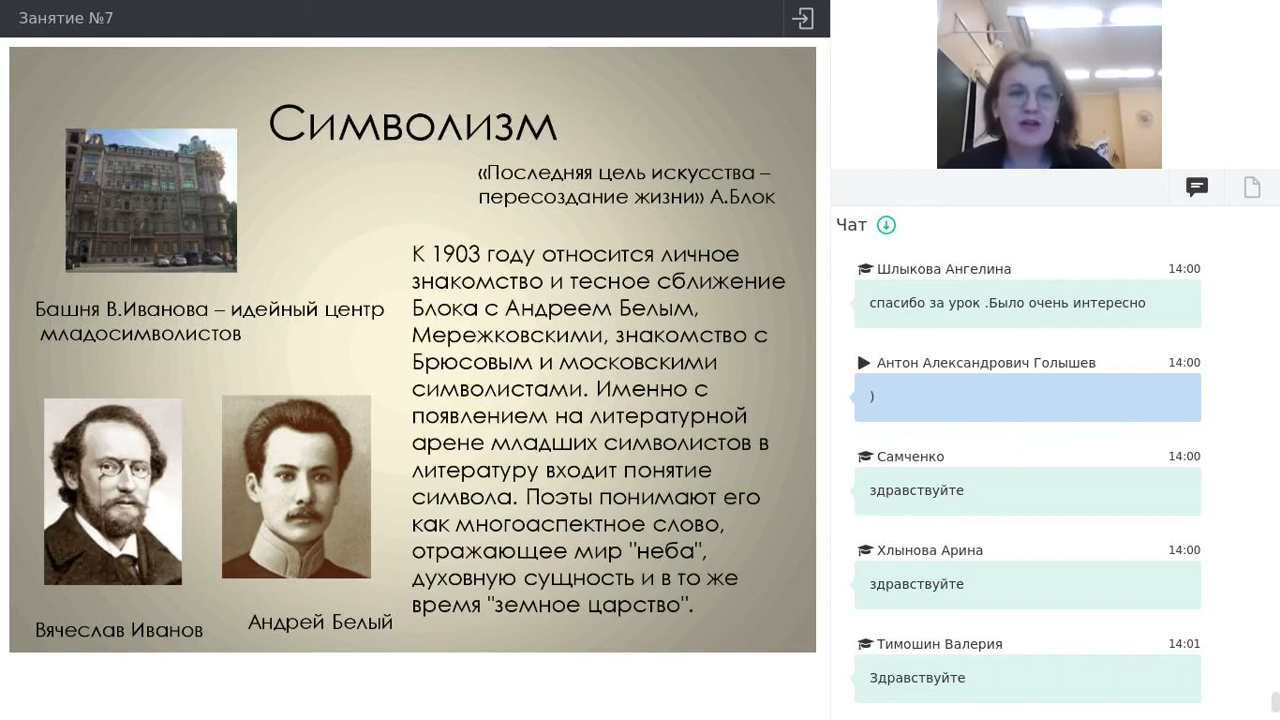 Занятие №7
Символизм
«Последняя цель искусства –
пересоздание жизни» А.Блок
Башня В.Иванова – идейный центр
младосимволистов
К 1903 году относится личное
знакомство и тесное сближение
Блока с Андреем Белым,
Мережковскими, знакомство с
Брюсовым и московскими
символистами. Именно с
появлением на литературной
арене младших символистов в
литературу входит понятие
символа. Поэты понимают его
как многоаспектное слово,
отражающее мир "неба",
духовную сущность и в то же
время "земное царство".
Вячеслав Иванов
Андрей Белый
Чат
Шлыкова Ангелина 14:00
спасибо за урок .Было очень интересно
Антон Александрович Голышев 14:00
)
Самченко 14:00
здравствуйте
Хлынова Арина 14:00
здравствуйте
Тимошин Валерия 14:01
Здравствуйте